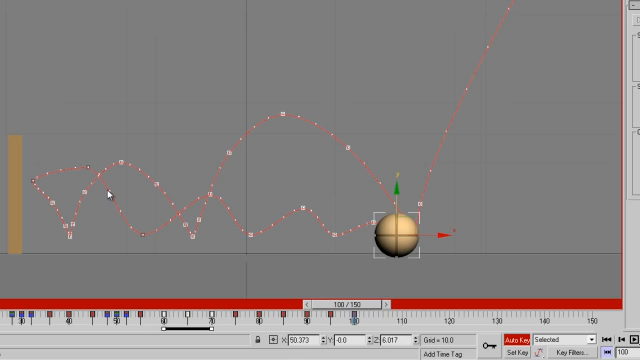 100 / 150
30 40 50 60 70 80 90 100 110 120 130 140 150
X: 50.373 Y: -0.0 Z: 6.017 Grid = 10.0 Auto Key Selected
Add Time Tag Set Key Key Filters... 100